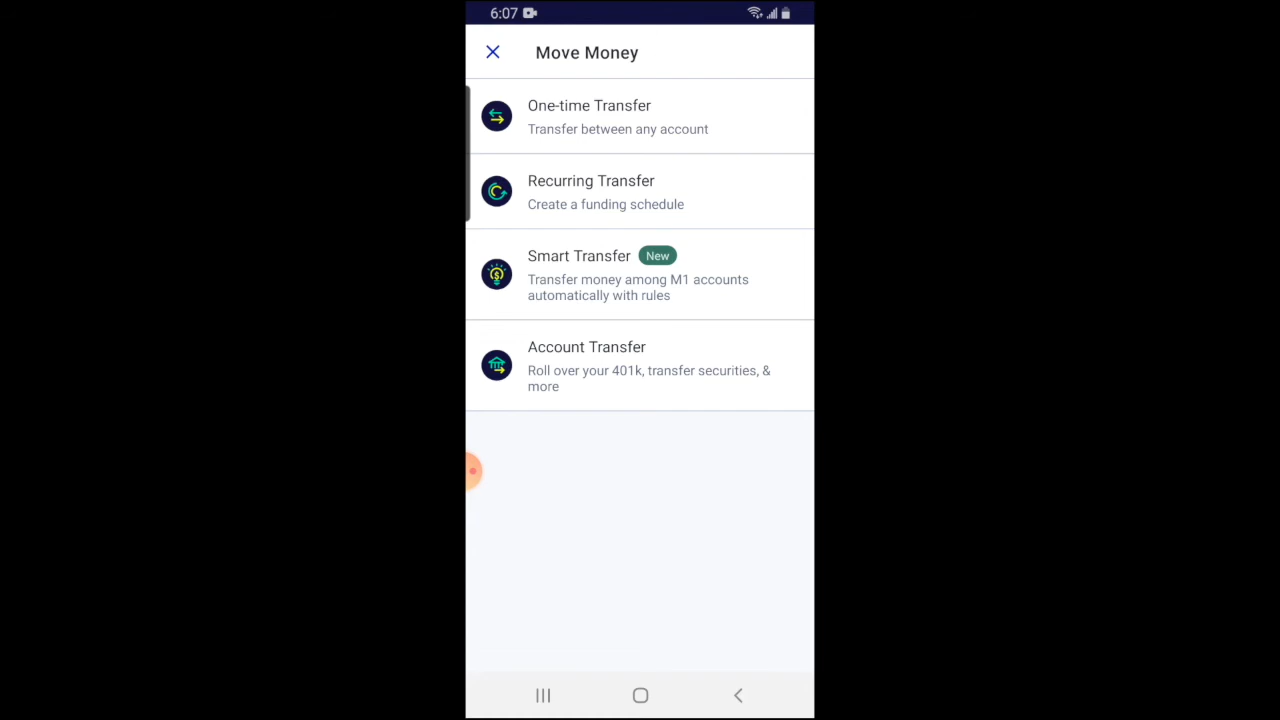 6:07
Move Money
One-time Transfer
Transfer between any account
Recurring Transfer
Create a funding schedule
Smart Transfer New
Transfer money among M1 accounts
automatically with rules
Account Transfer
Roll over your 401k, transfer securities, &
more